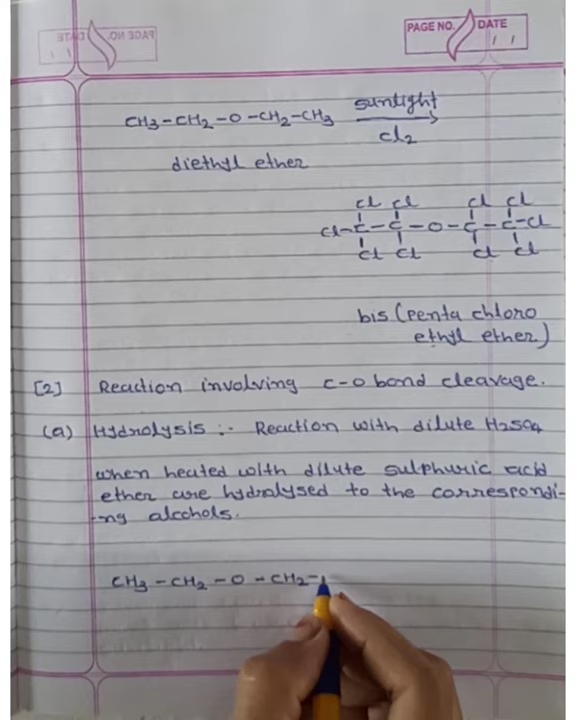 PAGE NO. DATE
/ /
CH3-CH2-O-CH2-CH3 sunlight
Cl2
diethyl ether
Cl Cl Cl Cl
Cl-C-C-O-C-C-Cl
Cl Cl Cl Cl
bis (penta chloro
ethyl ether)
[2] Reaction involving C-O bond cleavage.
(a) Hydrolysis :- Reaction with dilute H2SO4
when heated with dilute sulphuric acid
ether are hydralysed to the correspondi-
-ng alcohols.
CH3-CH2-O-CH2-